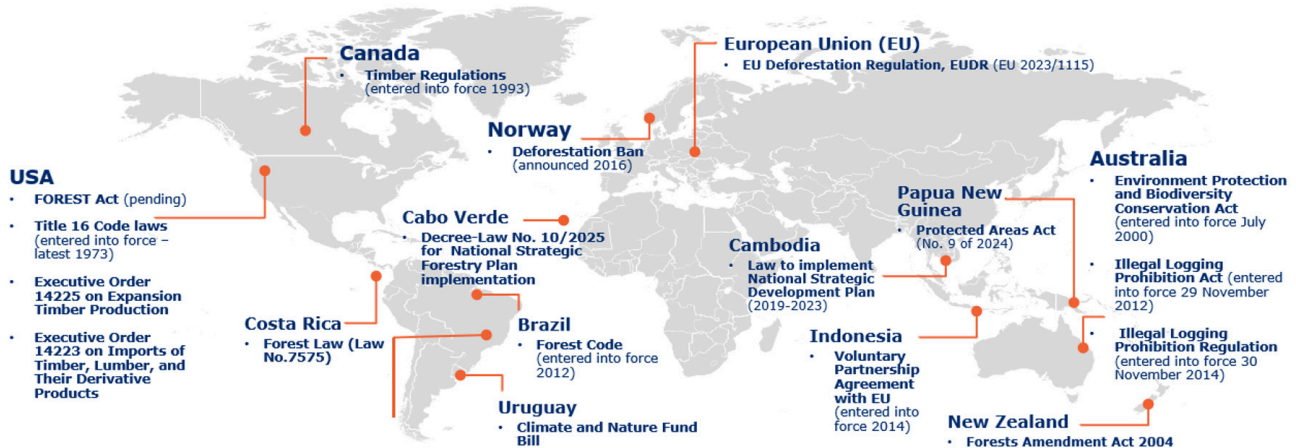 Canada
• Timber Regulations
(entered into force 1993)
European Union (EU)
• EU Deforestation Regulation, EUDR (EU 2023/1115)
Norway
• Deforestation Ban
(announced 2016)
USA
• FOREST Act (pending)
• Title 16 Code laws
(entered into force –
latest 1973)
• Executive Order
14225 on Expansion
Timber Production
• Executive Order
14223 on Imports of
Timber, Lumber, and
Their Derivative
Products
Cabo Verde
• Decree-Law No. 10/2025
for National Strategic
Forestry Plan
implementation
Costa Rica
• Forest Law (Law
No.7575)
Brazil
• Forest Code
(entered into force
2012)
Uruguay
• Climate and Nature Fund
Bill
Cambodia
• Law to implement
National Strategic
Development Plan
(2019-2023)
Papua New
Guinea
• Protected Areas Act
(No. 9 of 2024)
Indonesia
• Voluntary
Partnership
Agreement
with EU
(entered into
force 2014)
Australia
• Environment Protection
and Biodiversity
Conservation Act
(entered into force July
2000)
• Illegal Logging
Prohibition Act (entered
into force 29 November
2012)
• Illegal Logging
Prohibition Regulation
(entered into force 30
November 2014)
New Zealand
• Forests Amendment Act 2004